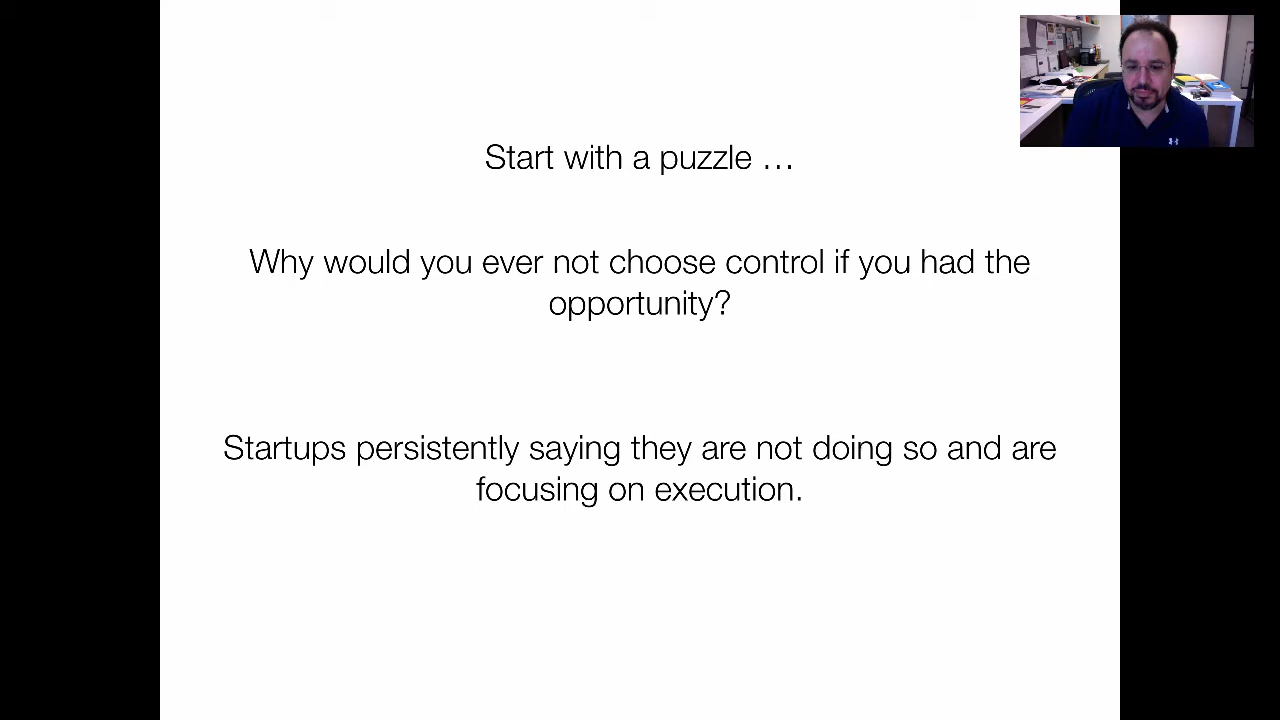 Start with a puzzle …
Why would you ever not choose control if you had the
opportunity?
Startups persistently saying they are not doing so and are
focusing on execution.